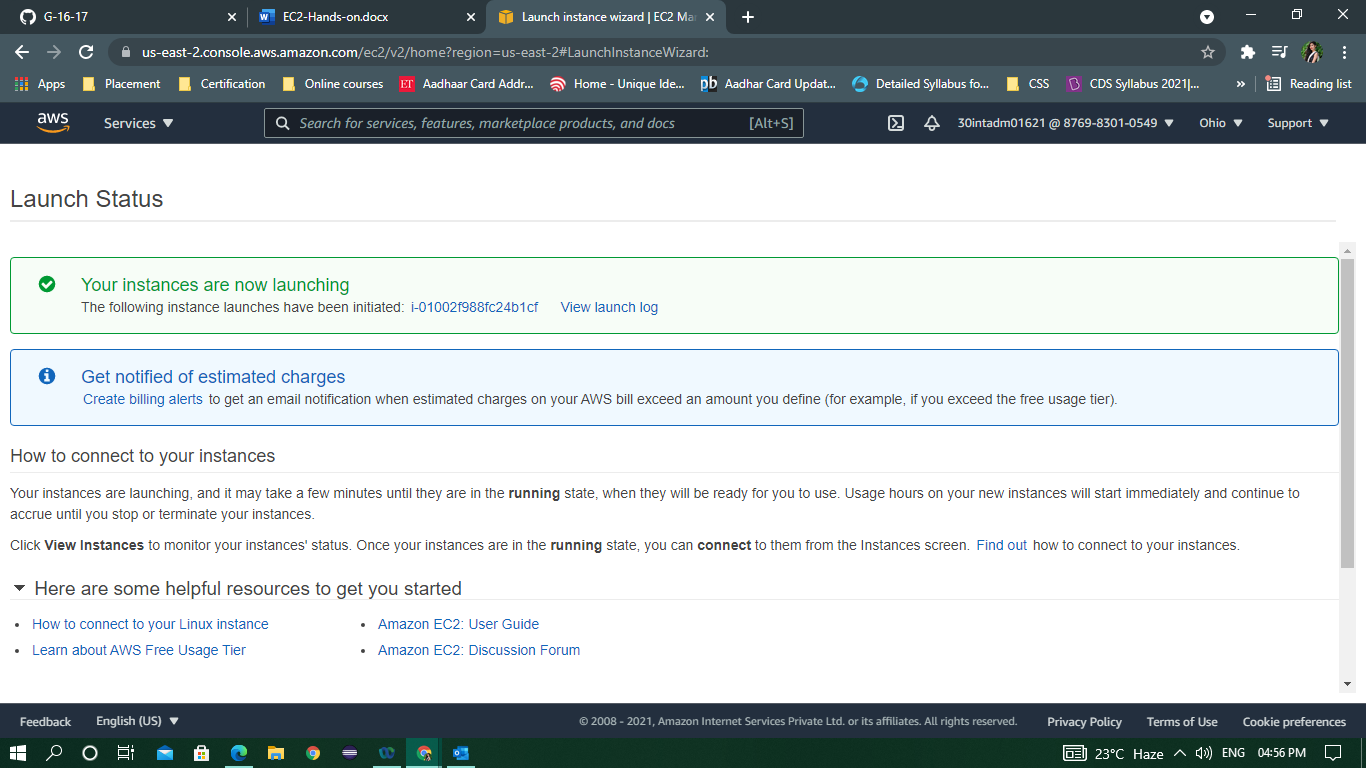 G-16-17
EC2-Hands-on.docx
Launch instance wizard | EC2 Ma
us-east-2.console.aws.amazon.com/ec2/v2/home?region=us-east-2#LaunchInstanceWizard:
Apps
Placement
Certification
Online courses
ET
Aadhaar Card Addr...
Home - Unique Ide...
pb
Aadhar Card Updat...
Detailed Syllabus fo...
CSS
CDS Syllabus 2021|...
»
Reading list
aws
Services
Search for services, features, marketplace products, and docs
[Alt+S]
30intadm01621 @ 8769-8301-0549
Ohio
Support
Launch Status
Your instances are now launching
The following instance launches have been initiated: i-01002f988fc24b1cf View launch log
Get notified of estimated charges
Create billing alerts to get an email notification when estimated charges on your AWS bill exceed an amount you define (for example, if you exceed the free usage tier).
How to connect to your instances
Your instances are launching, and it may take a few minutes until they are in the running state, when they will be ready for you to use. Usage hours on your new instances will start immediately and continue to
accrue until you stop or terminate your instances.
Click View Instances to monitor your instances' status. Once your instances are in the running state, you can connect to them from the Instances screen. Find out how to connect to your instances.
Here are some helpful resources to get you started
• How to connect to your Linux instance
• Amazon EC2: User Guide
• Learn about AWS Free Usage Tier
• Amazon EC2: Discussion Forum
Feedback
English (US)
© 2008 - 2021, Amazon Internet Services Private Ltd. or its affiliates. All rights reserved.
Privacy Policy
Terms of Use
Cookie preferences
23°C Haze
ENG
04:56 PM